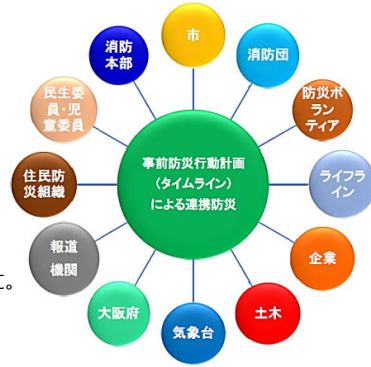 市
消防団
防災ボ
ラン
ティア
ライフラ
イン
企業
土木
気象台
大阪府
報道
機関
住民防
災組織
民生委
員・児
童委員
消防
本部
事前防災行動計画
（タイムライン）
による連携防災
。